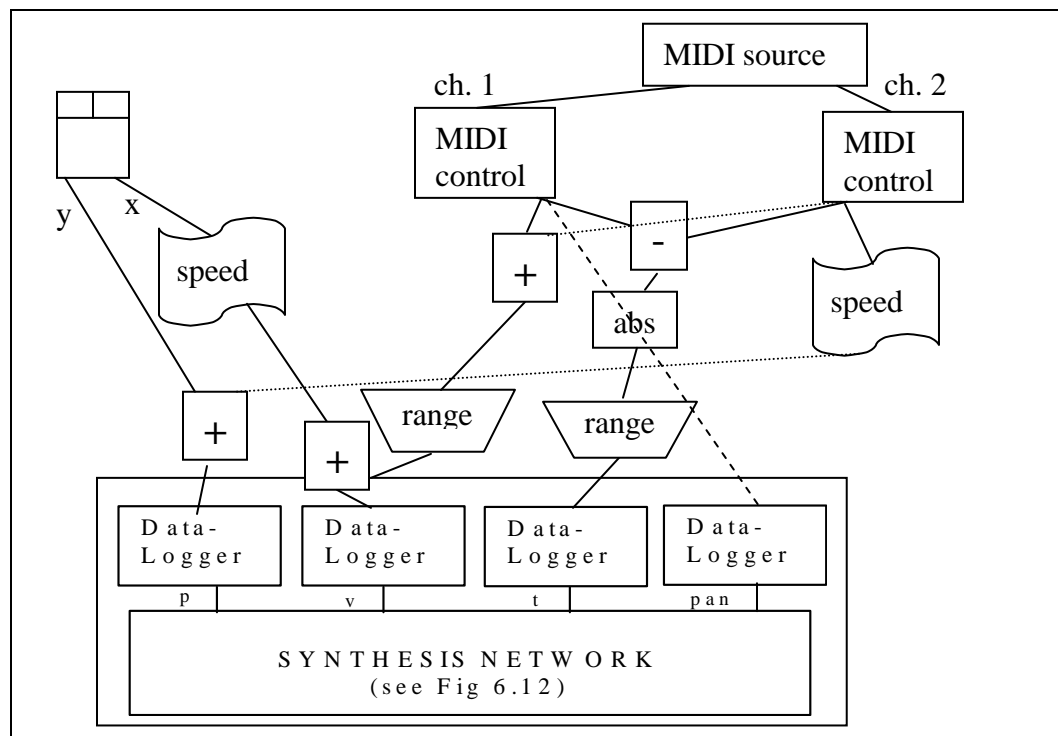 MIDI source
ch. 1
ch. 2
MIDI
control
MIDI
control
y
x
-
speed
+
speed
abs
range
range
+
+
Data-
Logger
Data-
Logger
Data-
Logger
Data-
Logger
p
v
t
pan
SYNTHESIS NETWORK
(see Fig 6.12)